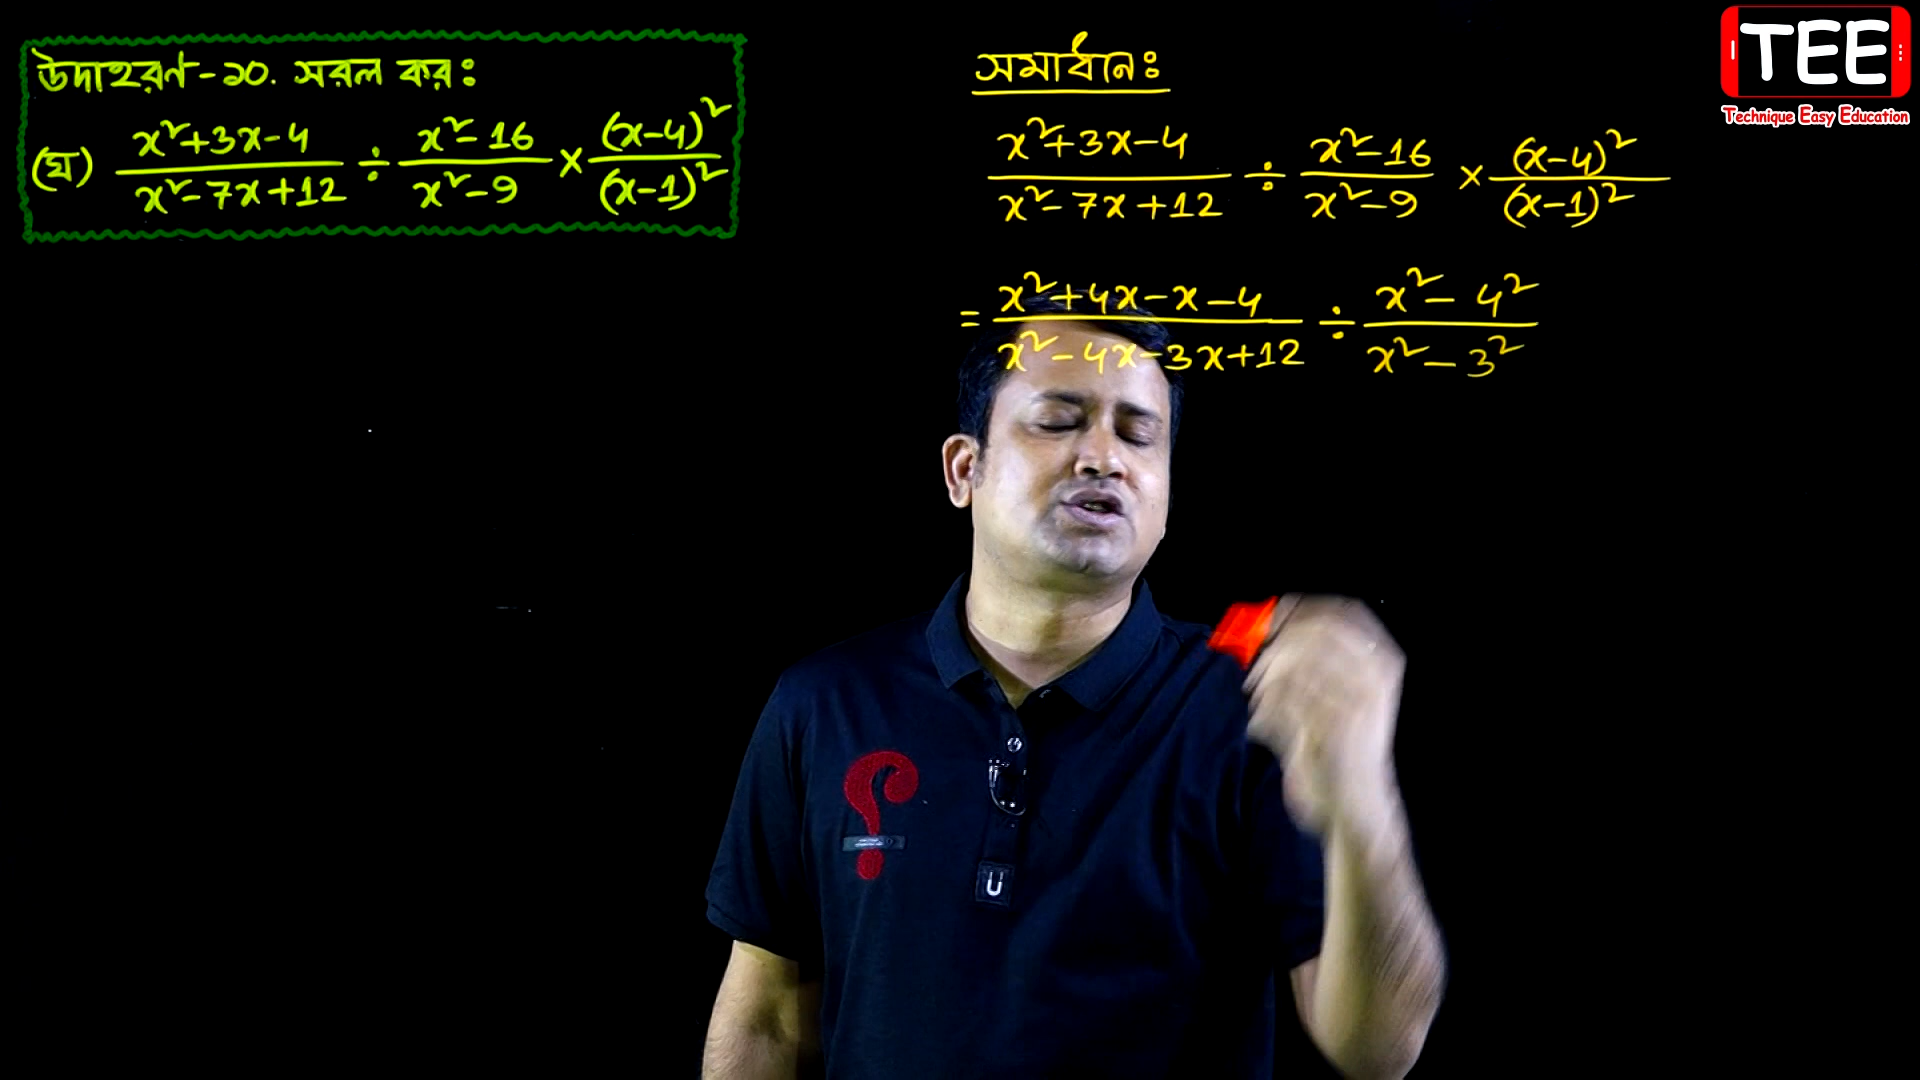 উদাহরণ-১০. সরল কর:
(ঘ) (x²+3x-4)/(x²-7x+12) ÷ (x²-16)/(x²-9) × (x-4)²/(x-1)²
সমাধান:
(x²+3x-4)/(x²-7x+12) ÷ (x²-16)/(x²-9) × (x-4)²/(x-1)²
= (x²+4x-x-4)/(x²-4x-3x+12) ÷ (x²-4²)/(x²-3²)
TEE
Technique Easy Education
U